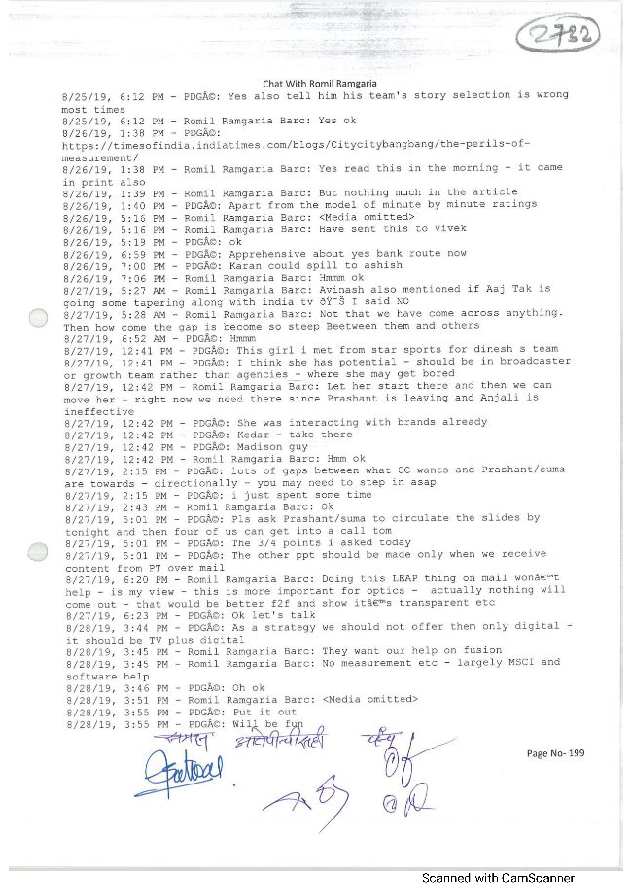 2732
Chat With Romil Ramgaria
8/25/19, 6:12 PM - PDGÂ©: Yes also tell him his team's story selection is wrong
most times
8/25/19, 6:12 PM - Romil Ramgaria Barc: Yes ok
8/26/19, 1:38 PM - PDGÂ©:
https://timesofindia.indiatimes.com/blogs/Citycitybangbang/the-perils-of-
measurement/
8/26/19, 1:38 PM - Romil Ramgaria Barc: Yes read this in the morning - it came
in print also
8/26/19, 1:39 PM - Romil Ramgaria Barc: But nothing much in the article
8/26/19, 1:40 PM - PDGÂ©: Apart from the model of minute by minute ratings
8/26/19, 5:16 PM - Romil Ramgaria Barc: <Media omitted>
8/26/19, 5:16 PM - Romil Ramgaria Barc: Have sent this to Vivek
8/26/19, 5:19 PM - PDGÂ©: ok
8/26/19, 6:59 PM - PDGÂ©: Apprehensive about yes bank route now
8/26/19, 7:00 PM - PDGÂ©: Karan could spill to ashish
8/26/19, 7:06 PM - Romil Ramgaria Barc: Hmmm ok
8/27/19, 5:27 AM - Romil Ramgaria Barc: Avinash also mentioned if Aaj Tak is
going some tapering along with india tv ðŸ˜Š I said NO
8/27/19, 5:28 AM - Romil Ramgaria Barc: Not that we have come across anything.
Then how come the gap is become so steep Beetween them and others
8/27/19, 6:52 AM - PDGÂ©: Hmmm
8/27/19, 12:41 PM - PDGÂ©: This girl i met from star sports for dinesh s team
8/27/19, 12:41 PM - PDGÂ©: I think she has potential - should be in broadcaster
or growth team rather than agencies - where she may get bored
8/27/19, 12:42 PM - Romil Ramgaria Barc: Let her start there and then we can
move her - right now we need there since Prashant is leaving and Anjali is
ineffective
8/27/19, 12:42 PM - PDGÂ©: She was interacting with brands already
8/27/19, 12:42 PM - PDGÂ©: Kedar - take there
8/27/19, 12:42 PM - PDGÂ©: Madison guy
8/27/19, 12:42 PM - Romil Ramgaria Barc: Hmm ok
8/27/19, 2:15 PM - PDGÂ©: Lots of gaps between what CC wants and Prashant/suma
are towards - directionally - you may need to step in asap
8/27/19, 2:15 PM - PDGÂ©: i just spent some time
8/27/19, 2:43 PM - Romil Ramgaria Barc: Ok
8/27/19, 5:01 PM - PDGÂ©: Pls ask Prashant/suma to circulate the slides by
tonight and then four of us can get into a call tom
8/27/19, 5:01 PM - PDGÂ©: The 3/4 points i asked today
8/27/19, 5:01 PM - PDGÂ©: The other ppt should be made only when we receive
content from PT over mail
8/27/19, 6:20 PM - Romil Ramgaria Barc: Doing this LEAP thing on mail wonâ€™t
help - is my view - this is more important for optics - actually nothing will
come out - that would be better f2f and show itâ€™s transparent etc
8/27/19, 6:23 PM - PDGÂ©: Ok let's talk
8/28/19, 3:44 PM - PDGÂ©: As a strategy we should not offer then only digital -
it should be TV plus digital
8/28/19, 3:45 PM - Romil Ramgaria Barc: They want our help on fusion
8/28/19, 3:45 PM - Romil Ramgaria Barc: No measurement etc - largely MSCI and
software help
8/28/19, 3:46 PM - PDGÂ©: Oh ok
8/28/19, 3:51 PM - Romil Ramgaria Barc: <Media omitted>
8/28/19, 3:55 PM - PDGÂ©: Put it out
8/28/19, 3:55 PM - PDGÂ©: Will be fun
Page No- 199
Scanned with CamScanner